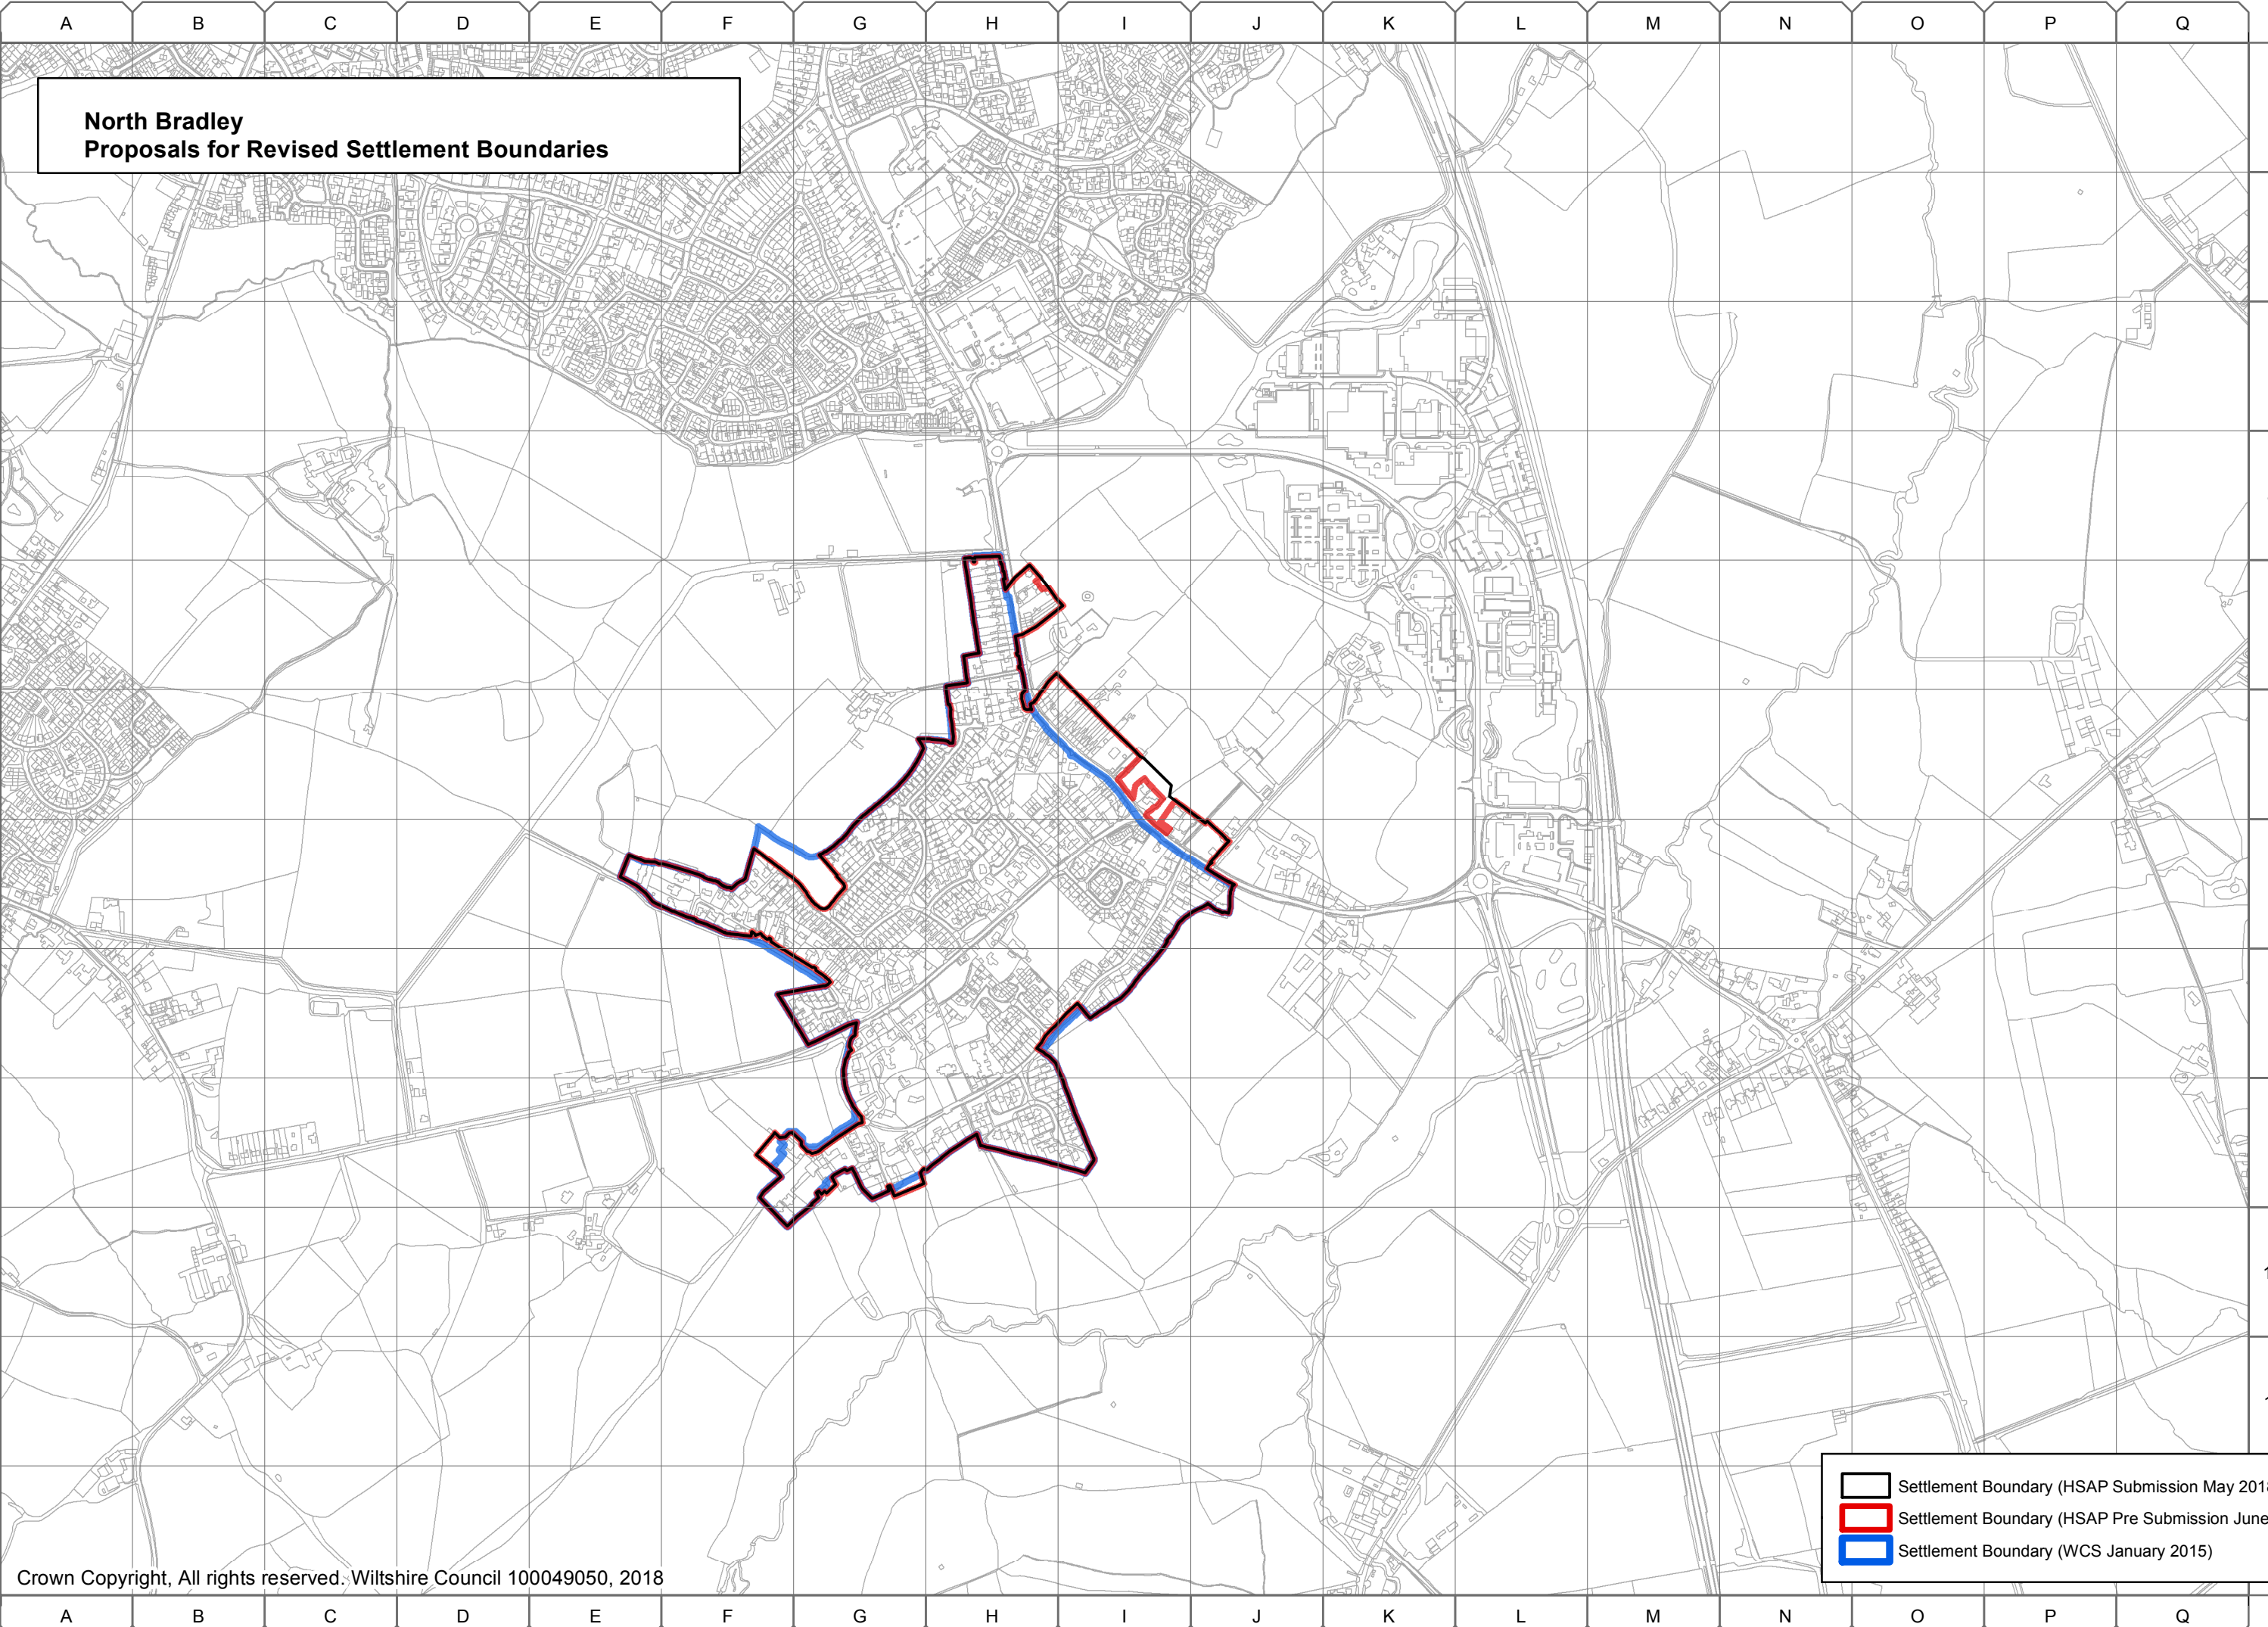 A B C D E F G H I J K L M N O P Q
North Bradley
Proposals for Revised Settlement Boundaries
1
Settlement Boundary (HSAP Submission May 201
Settlement Boundary (HSAP Pre Submission June
Settlement Boundary (WCS January 2015)
Crown Copyright, All rights reserved. Wiltshire Council 100049050, 2018
A B C D E F G H I J K L M N O P Q